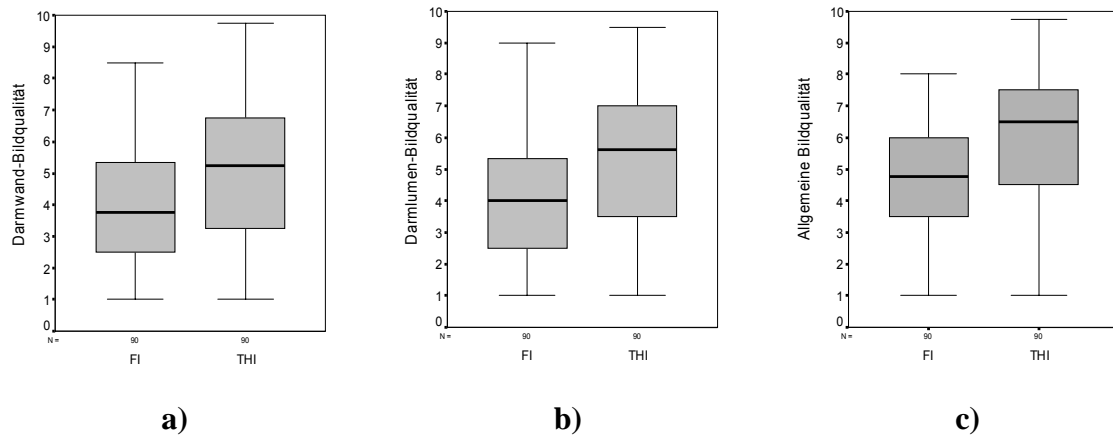 Darmwand-Bildqualität
10
9
8
7
6
5
4
3
2
1
0
N = 90 90
FI THI
a)
Darmlumen-Bildqualität
10
9
8
7
6
5
4
3
2
1
0
N = 90 90
FI THI
b)
Allgemeine Bildqualität
10
9
8
7
6
5
4
3
2
1
0
N = 90 90
FI THI
c)